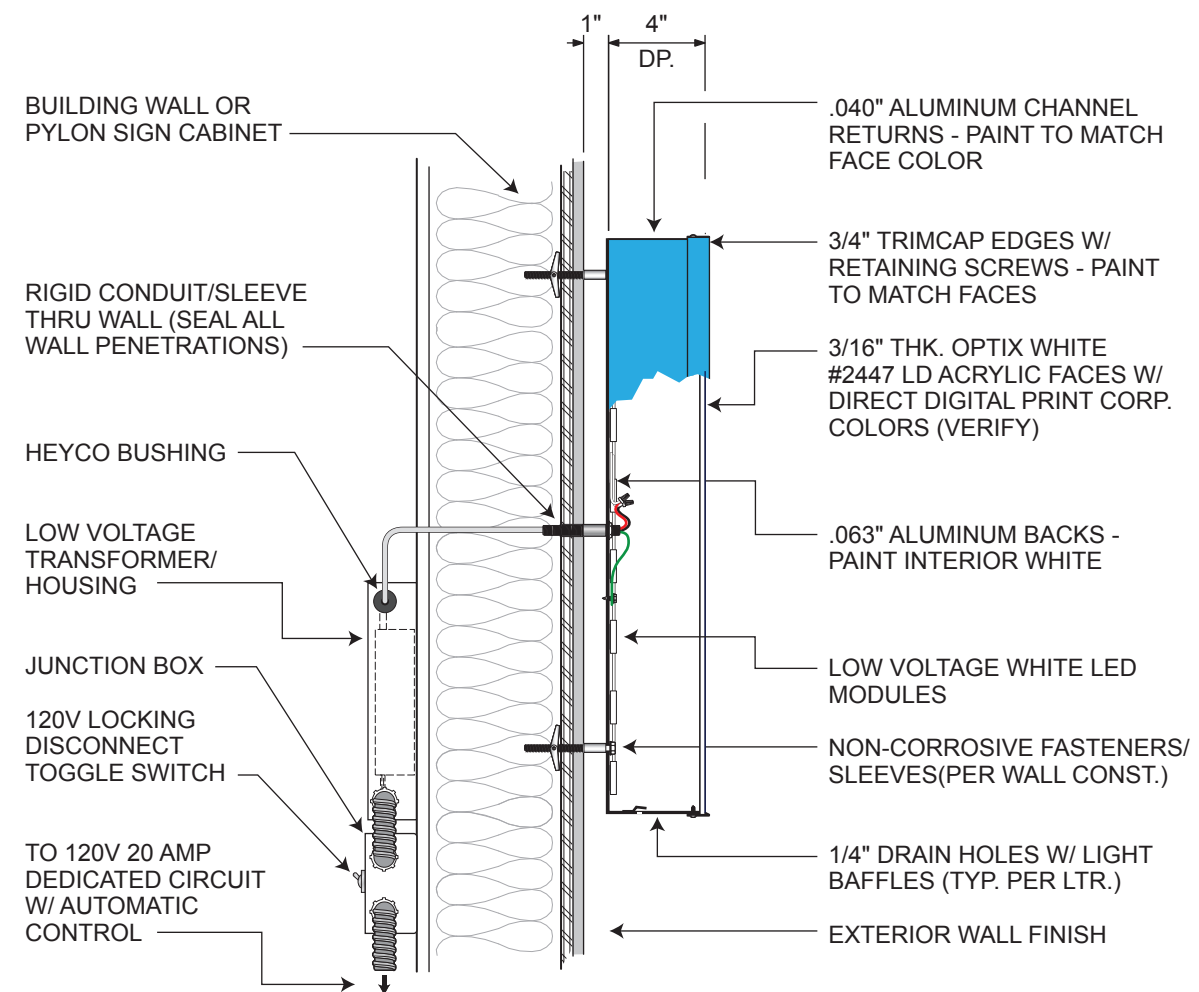 1" 4"
DP.
BUILDING WALL OR
PYLON SIGN CABINET
RIGID CONDUIT/SLEEVE
THRU WALL (SEAL ALL
WALL PENETRATIONS)
HEYCO BUSHING
LOW VOLTAGE
TRANSFORMER/
HOUSING
JUNCTION BOX
120V LOCKING
DISCONNECT
TOGGLE SWITCH
TO 120V 20 AMP
DEDICATED CIRCUIT
W/ AUTOMATIC
CONTROL
.040" ALUMINUM CHANNEL
RETURNS - PAINT TO MATCH
FACE COLOR
3/4" TRIMCAP EDGES W/
RETAINING SCREWS - PAINT
TO MATCH FACES
3/16" THK. OPTIX WHITE
#2447 LD ACRYLIC FACES W/
DIRECT DIGITAL PRINT CORP.
COLORS (VERIFY)
.063" ALUMINUM BACKS -
PAINT INTERIOR WHITE
LOW VOLTAGE WHITE LED
MODULES
NON-CORROSIVE FASTENERS/
SLEEVES(PER WALL CONST.)
1/4" DRAIN HOLES W/ LIGHT
BAFFLES (TYP. PER LTR.)
EXTERIOR WALL FINISH